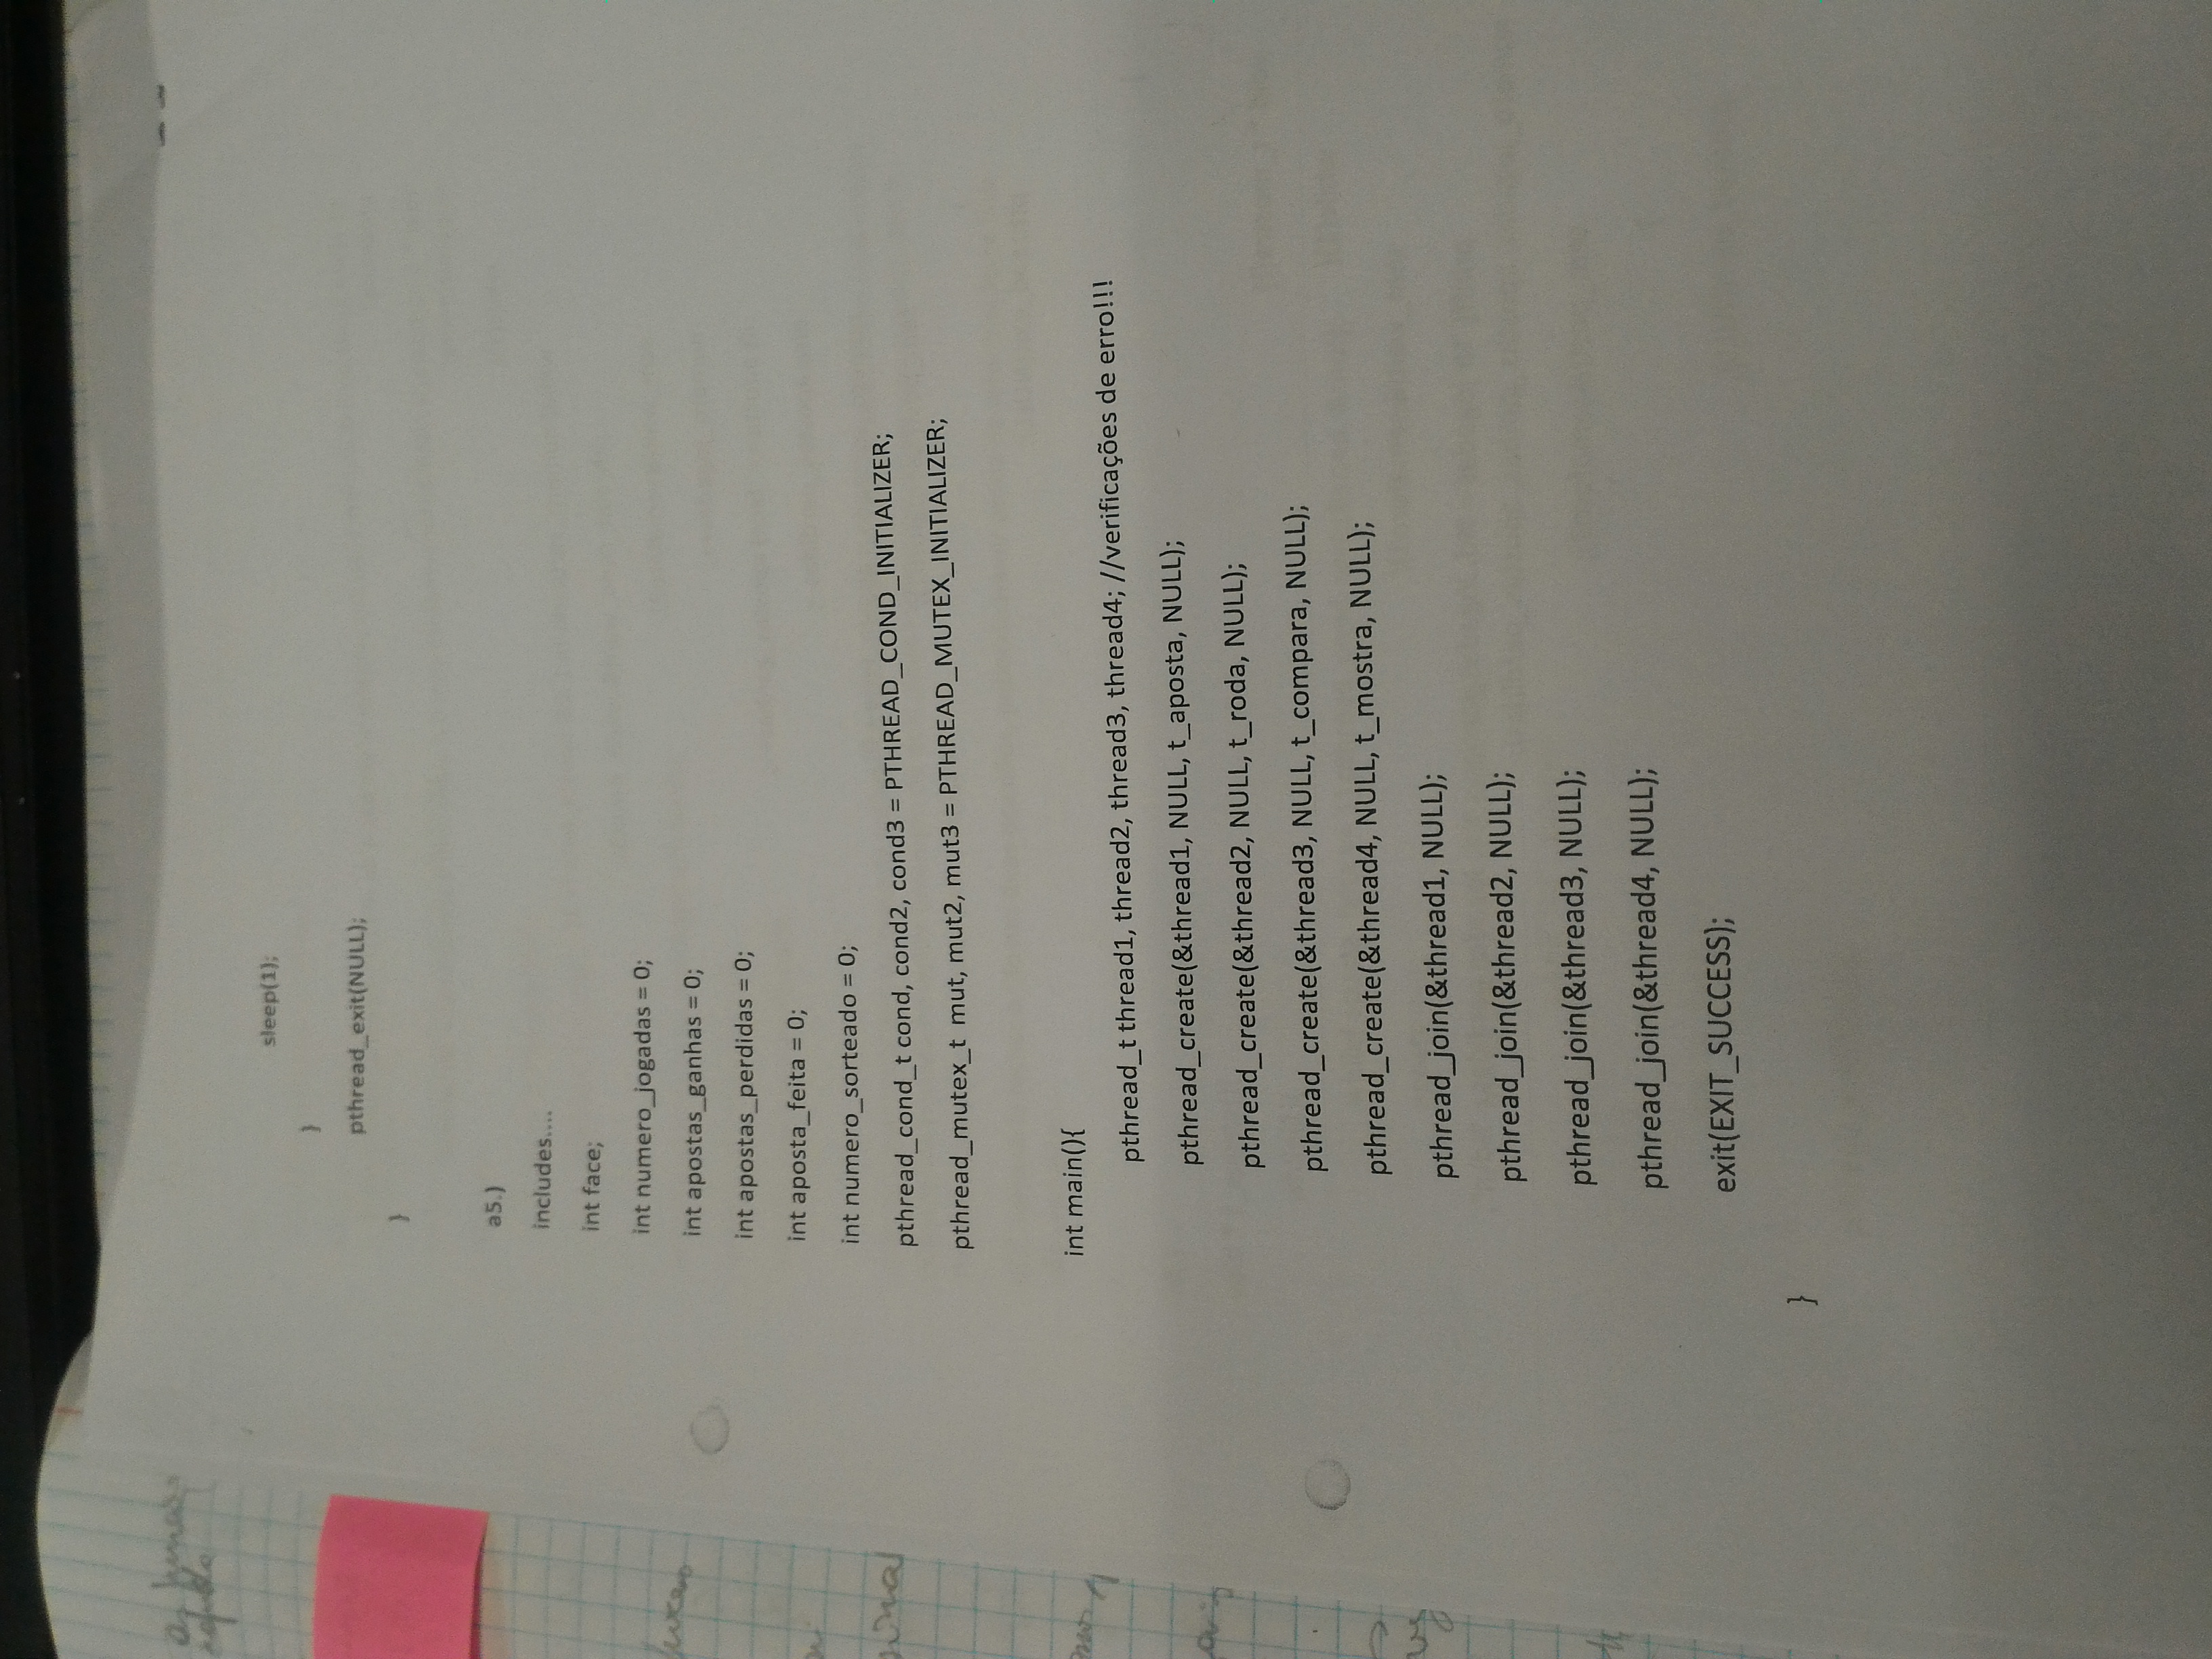 sleep(1);
}
pthread_exit(NULL);
}
a5.)
includes....
int face;
int numero_jogadas = 0;
int apostas_ganhas = 0;
int apostas_perdidas = 0;
int aposta_feita = 0;
int numero_sorteado = 0;
pthread_cond_t cond, cond2, cond3 = PTHREAD_COND_INITIALIZER;
pthread_mutex_t mut, mut2, mut3 = PTHREAD_MUTEX_INITIALIZER;
int main(){
pthread_t thread1, thread2, thread3, thread4; //verificações de erro!!!
pthread_create(&thread1, NULL, t_aposta, NULL);
pthread_create(&thread2, NULL, t_roda, NULL);
pthread_create(&thread3, NULL, t_compara, NULL);
pthread_create(&thread4, NULL, t_mostra, NULL);
pthread_join(&thread1, NULL);
pthread_join(&thread2, NULL);
pthread_join(&thread3, NULL);
pthread_join(&thread4, NULL);
exit(EXIT_SUCCESS);
}